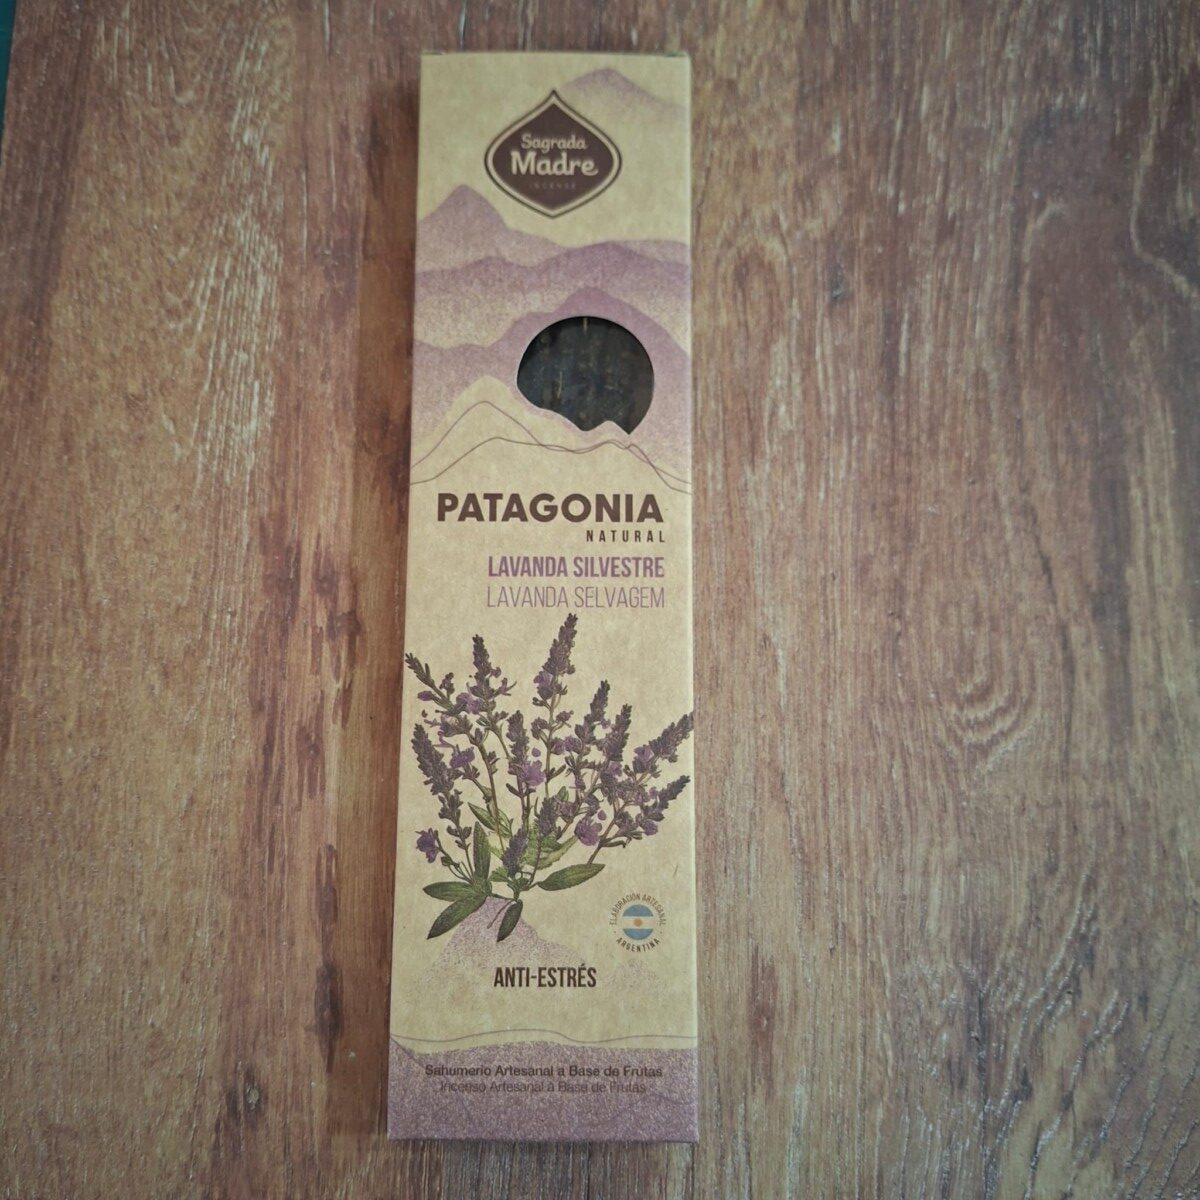 Sagrada
Madre
INCENSE
PATAGONIA
NATURAL
LAVANDA SILVESTRE
LAVANDA SELVAGEM
ELABORACIÓN ARTESANAL
ARGENTINA
ANTI-ESTRÉS
Sahumerio Artesanal a Base de Frutas
Incenso Artesanal à Base de Frutas